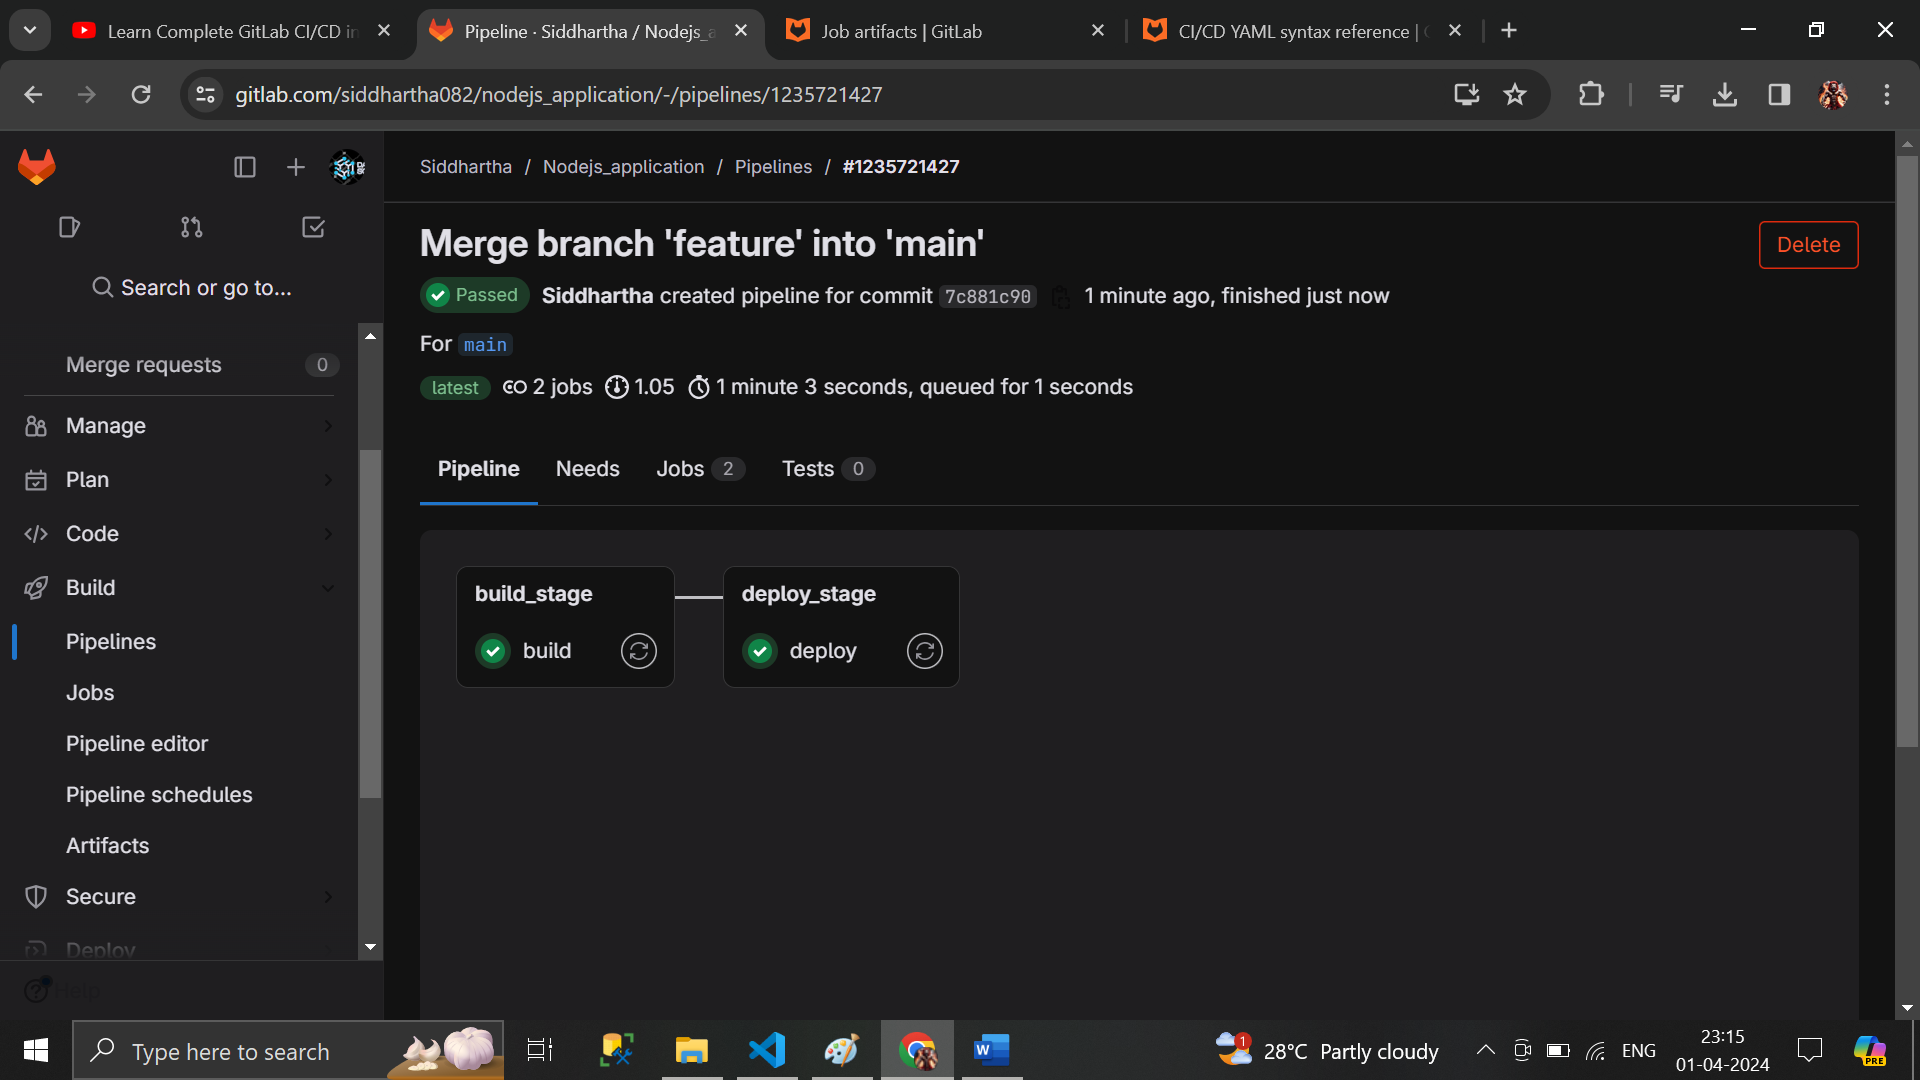 Learn Complete GitLab CI/CD in
Pipeline · Siddhartha / Nodejs_a
Job artifacts | GitLab
CI/CD YAML syntax reference |
gitlab.com/siddhartha082/nodejs_application/-/pipelines/1235721427
Siddhartha / Nodejs_application / Pipelines / #1235721427
Search or go to...
Merge requests 0
Manage
Plan
Code
Build
Pipelines
Jobs
Pipeline editor
Pipeline schedules
Artifacts
Secure
Deploy
Help
Merge branch 'feature' into 'main'
Delete
Passed Siddhartha created pipeline for commit 7c881c90 1 minute ago, finished just now
For main
latest 2 jobs 1.05 1 minute 3 seconds, queued for 1 seconds
Pipeline Needs Jobs 2 Tests 0
build_stage
build
deploy_stage
deploy
Type here to search
W
1
28°C Partly cloudy
ENG
23:15
01-04-2024
PRE